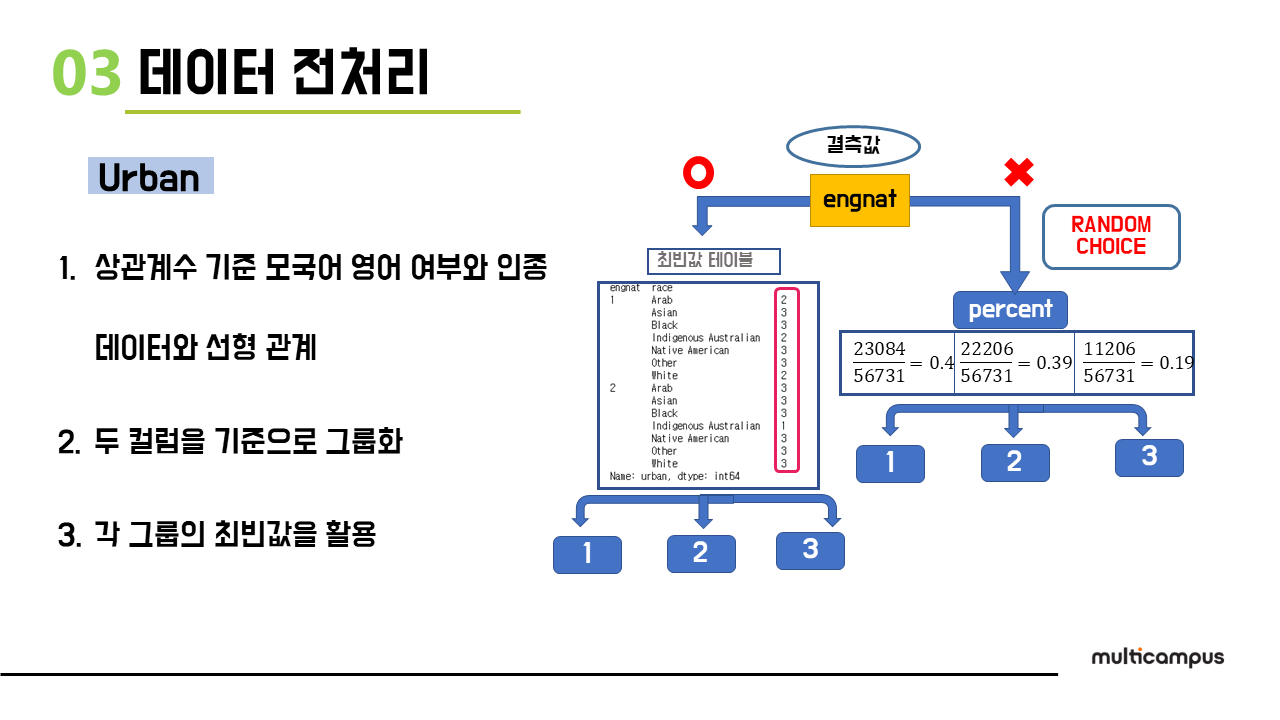 03 데이터 전처리
Urban
1. 상관계수 기준 모국어 영어 여부와 인종
데이터와 선형 관계
2. 두 컬럼을 기준으로 그룹화
3. 각 그룹의 최빈값을 활용
결측값
engnat
RANDOM
CHOICE
최빈값 테이블
engnat race
1 Arab 2
Asian 3
Black 3
Indigenous Australian 2
Native American 3
Other 3
White 2
2 Arab 3
Asian 3
Black 3
Indigenous Australian 1
Native American 3
Other 3
White 3
Name: urban, dtype: int64
1 2 3
percent
23084/56731 = 0.4 22206/56731 = 0.39 11206/56731 = 0.19
1 2 3
multicampus